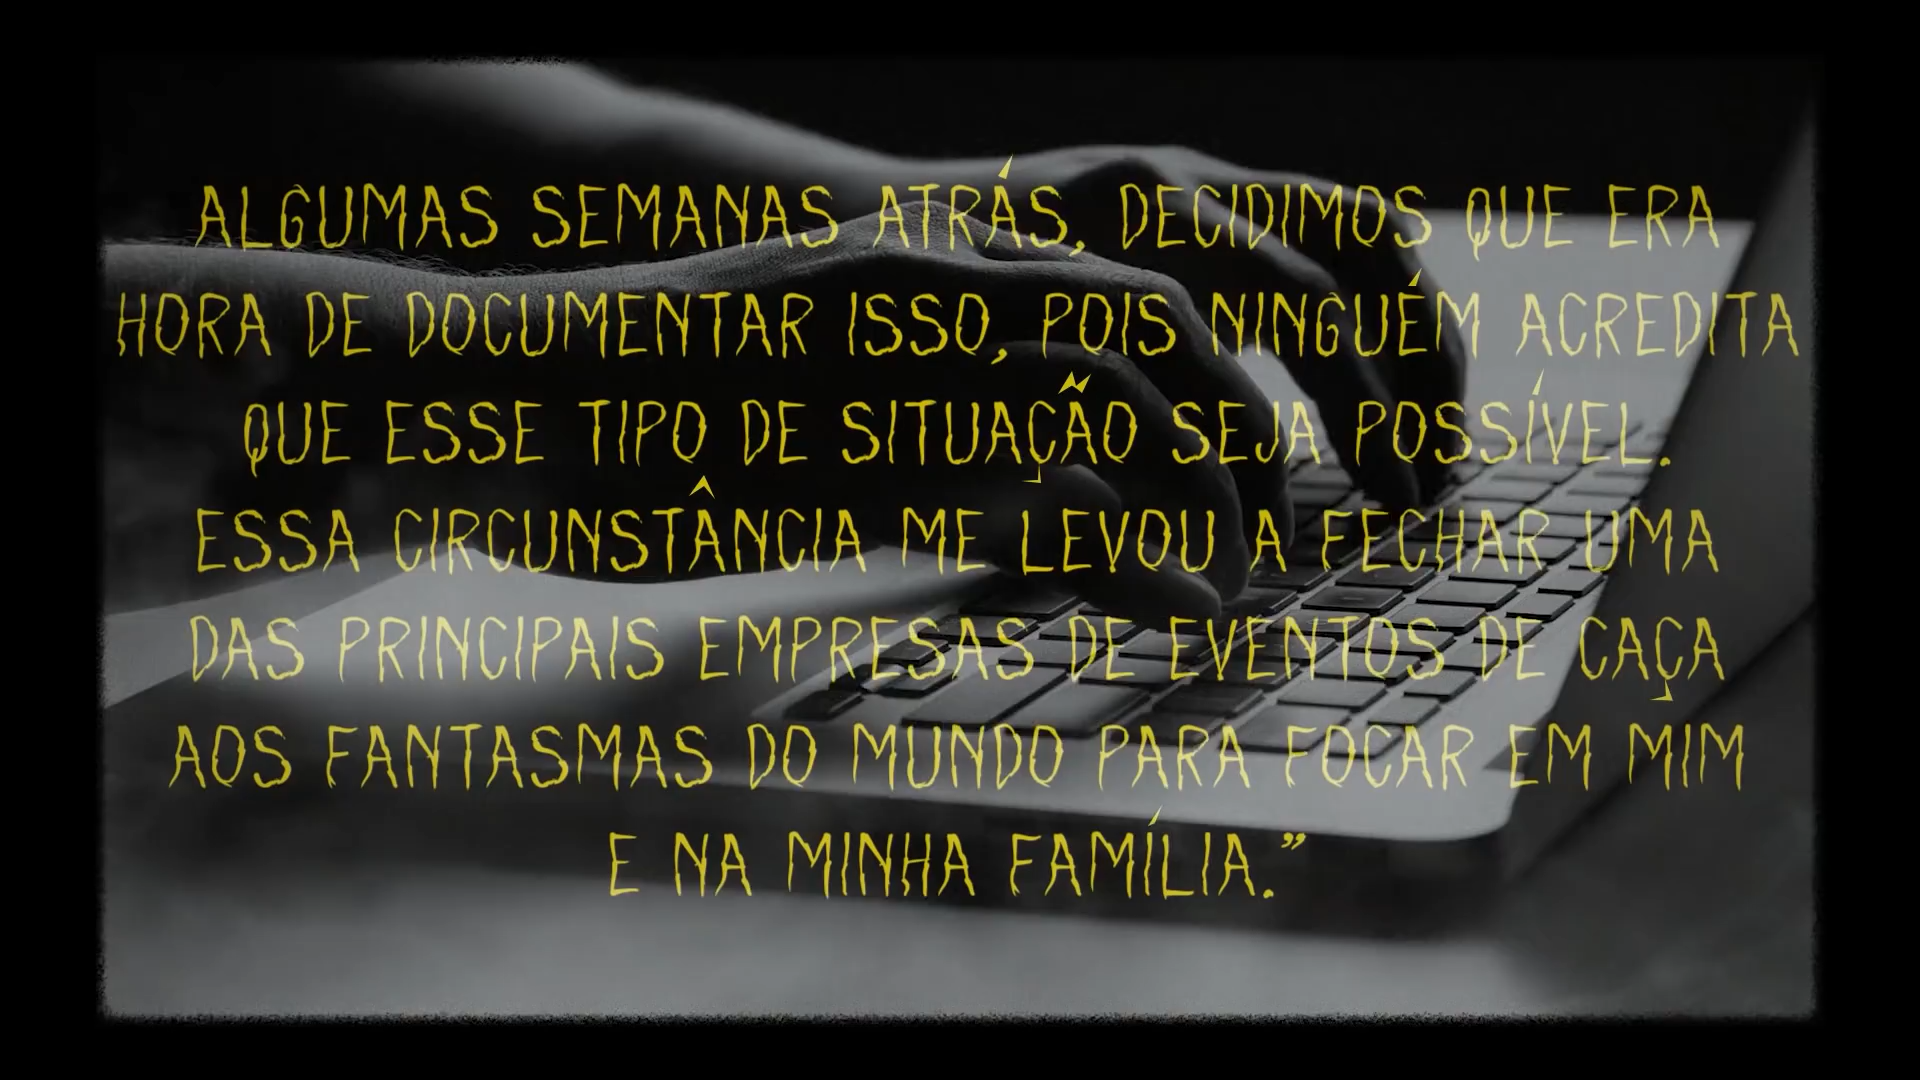 ALGUMAS SEMANAS ATRÁS, DECIDIMOS QUE ERA
HORA DE DOCUMENTAR ISSO, POIS NINGUÉM ACREDITA
QUE ESSE TIPO DE SITUAÇÃO SEJA POSSÍVEL.
ESSA CIRCUNSTÂNCIA ME LEVOU A FECHAR UMA
DAS PRINCIPAIS EMPRESAS DE EVENTOS DE CAÇA
AOS FANTASMAS DO MUNDO PARA FOCAR EM MIM
E NA MINHA FAMÍLIA.”